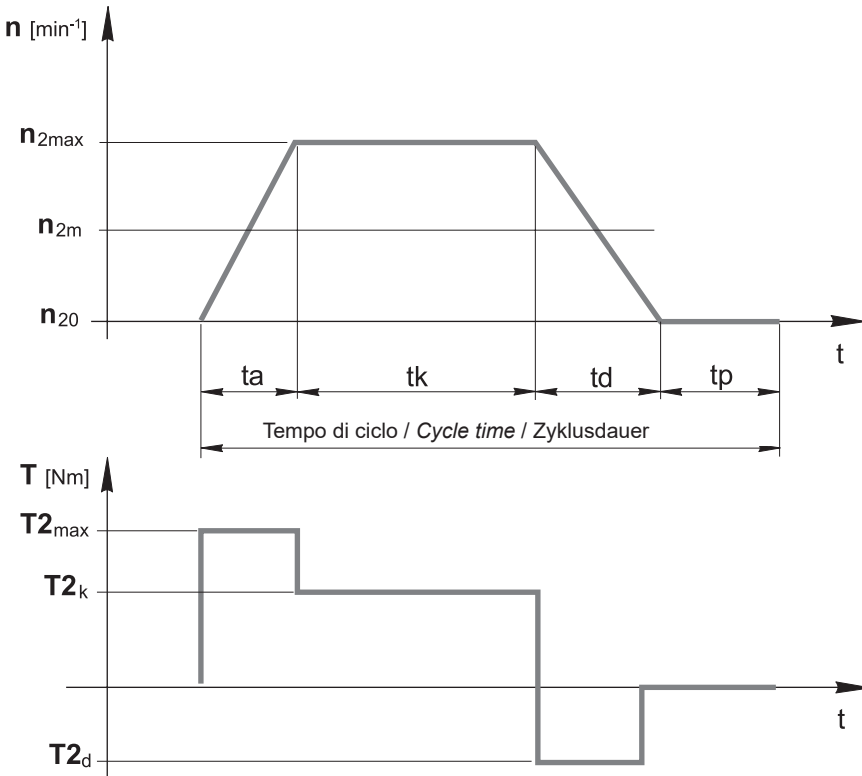 n [min⁻¹]
n2max
n2m
n20
t
ta tk td tp
Tempo di ciclo / Cycle time / Zyklusdauer
T [Nm]
T2max
T2k
t
T2d